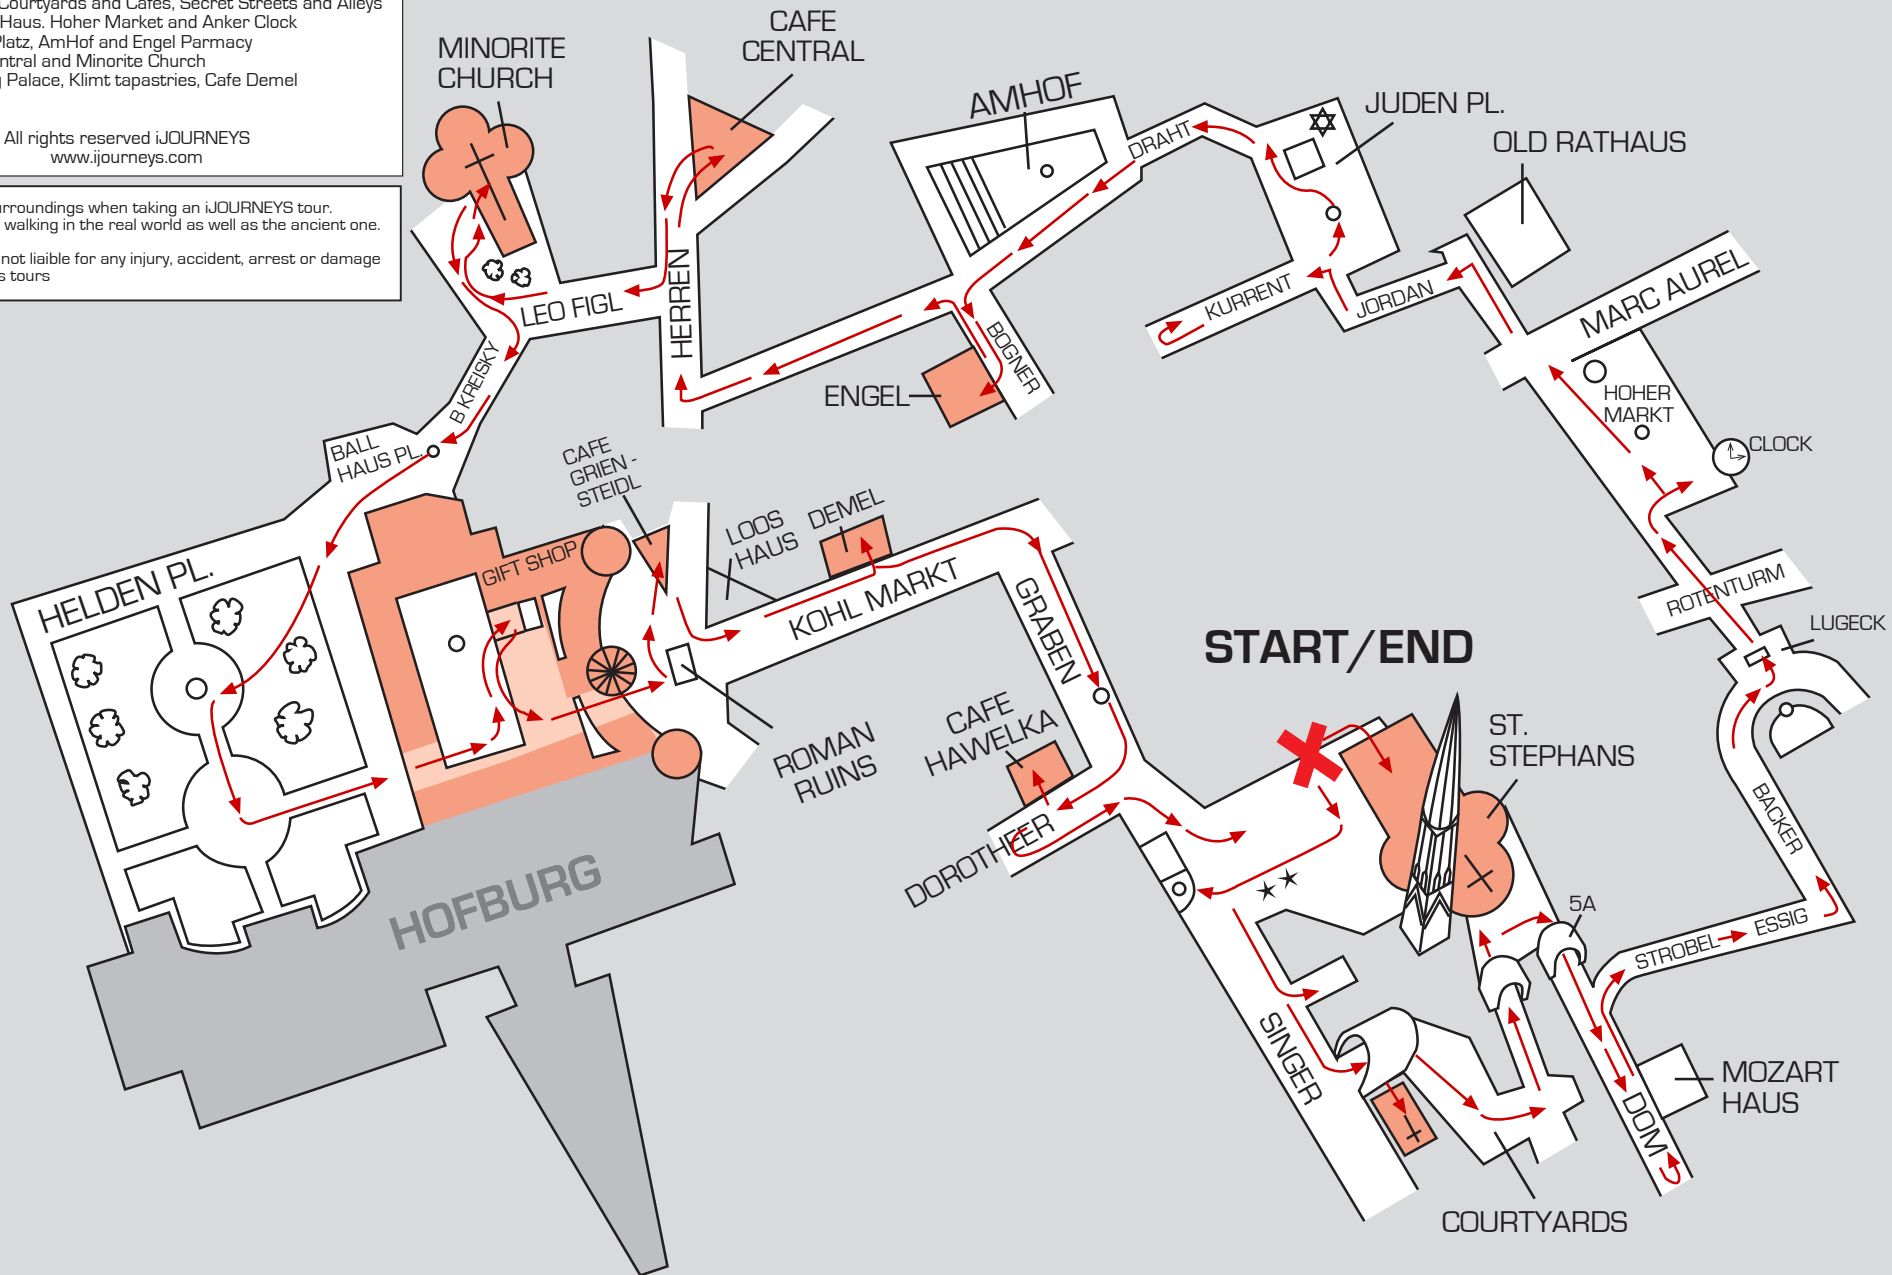 Courtyards and Cafes, Secret Streets and Alleys
Haus. Hoher Market and Anker Clock
Platz, AmHof and Engel Parmacy
ntral and Minorite Church
Palace, Klimt tapastries, Cafe Demel
All rights reserved iJOURNEYS
www.ijourneys.com
urroundings when taking an iJOURNEYS tour.
walking in the real world as well as the ancient one.
not liaible for any injury, accident, arrest or damage
s tours
MINORITE
CHURCH
CAFE
CENTRAL
AMHOF
DRAHT
JUDEN PL.
OLD RATHAUS
MARC AUREL
KURRENT
JORDAN
HOHER
MARKT
CLOCK
LEO FIGL
HERREN
BOGNER
ENGEL
B KREISKY
BALL
HAUS PL.
CAFE
GRIEN -
STEIDL
LOOS
HAUS
DEMEL
KOHL MARKT
GRABEN
HELDEN PL.
GIFT SHOP
ROTENTURM
LUGECK
START/END
ROMAN
RUINS
CAFE
HAWELKA
DOROTHEER
ST.
STEPHANS
BACKER
HOFBURG
5A
STROBEL
ESSIG
SINGER
DOM
MOZART
HAUS
COURTYARDS